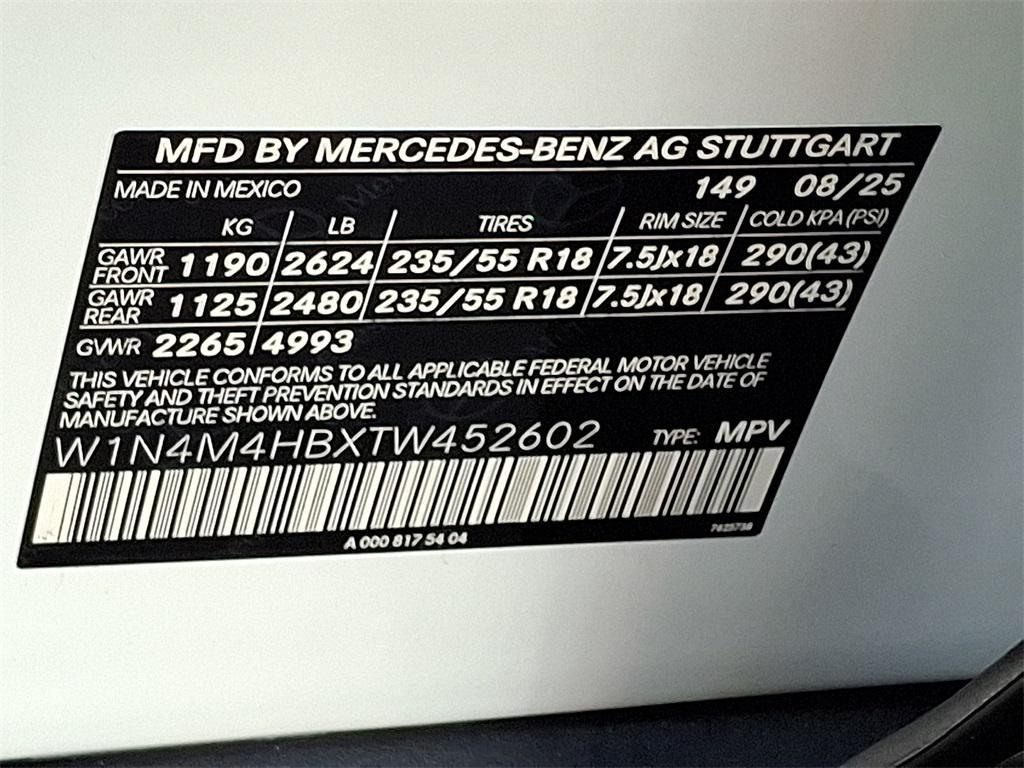 MFD BY MERCEDES-BENZ AG STUTTGART
MADE IN MEXICO 149 08/25
KG LB TIRES RIM SIZE COLD KPA (PSI)
GAWR FRONT 1190 2624 235/55 R18 7.5Jx18 290(43)
GAWR REAR 1125 2480 235/55 R18 7.5Jx18 290(43)
GVWR 2265 4993
THIS VEHICLE CONFORMS TO ALL APPLICABLE FEDERAL MOTOR VEHICLE
SAFETY AND THEFT PREVENTION STANDARDS IN EFFECT ON THE DATE OF
MANUFACTURE SHOWN ABOVE.
W1N4M4HBXTW452602 TYPE: MPV
A 000 817 54 04